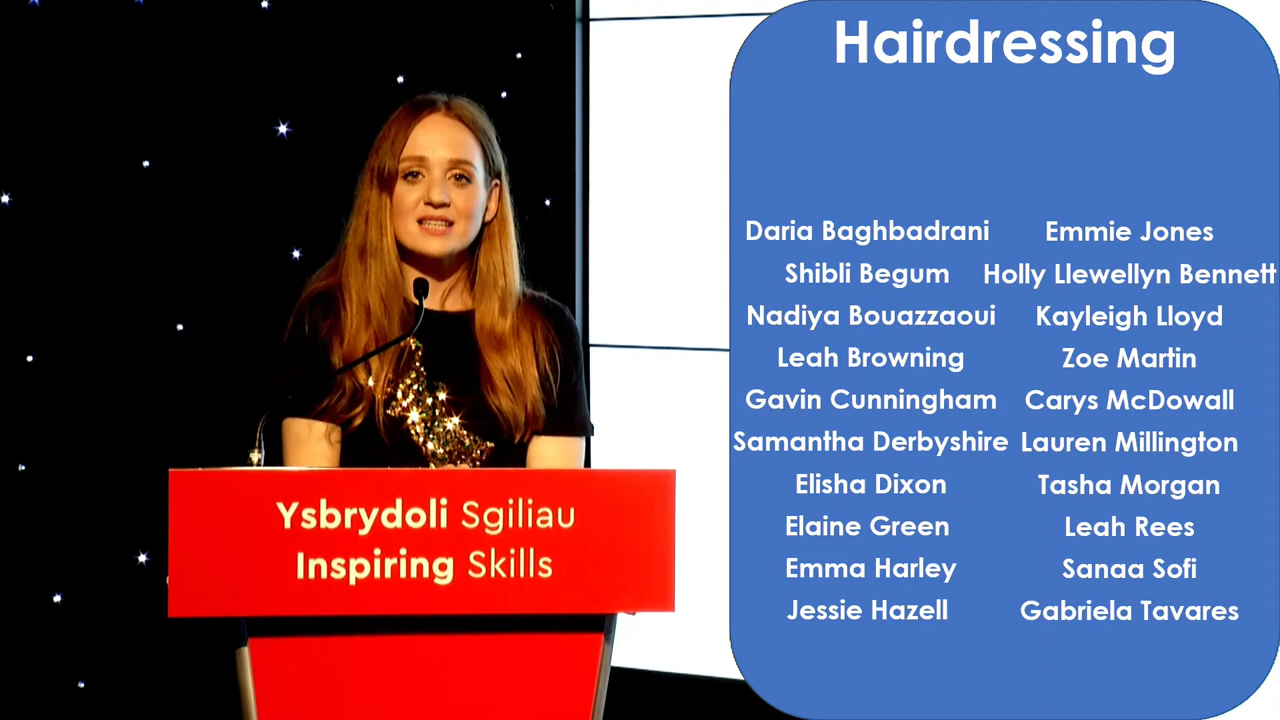 Hairdressing
Daria Baghbadrani
Shibli Begum
Nadiya Bouazzaoui
Leah Browning
Gavin Cunningham
Samantha Derbyshire
Elisha Dixon
Elaine Green
Emma Harley
Jessie Hazell
Emmie Jones
Holly Llewellyn Bennett
Kayleigh Lloyd
Zoe Martin
Carys McDowall
Lauren Millington
Tasha Morgan
Leah Rees
Sanaa Sofi
Gabriela Tavares
Ysbrydoli Sgiliau
Inspiring Skills